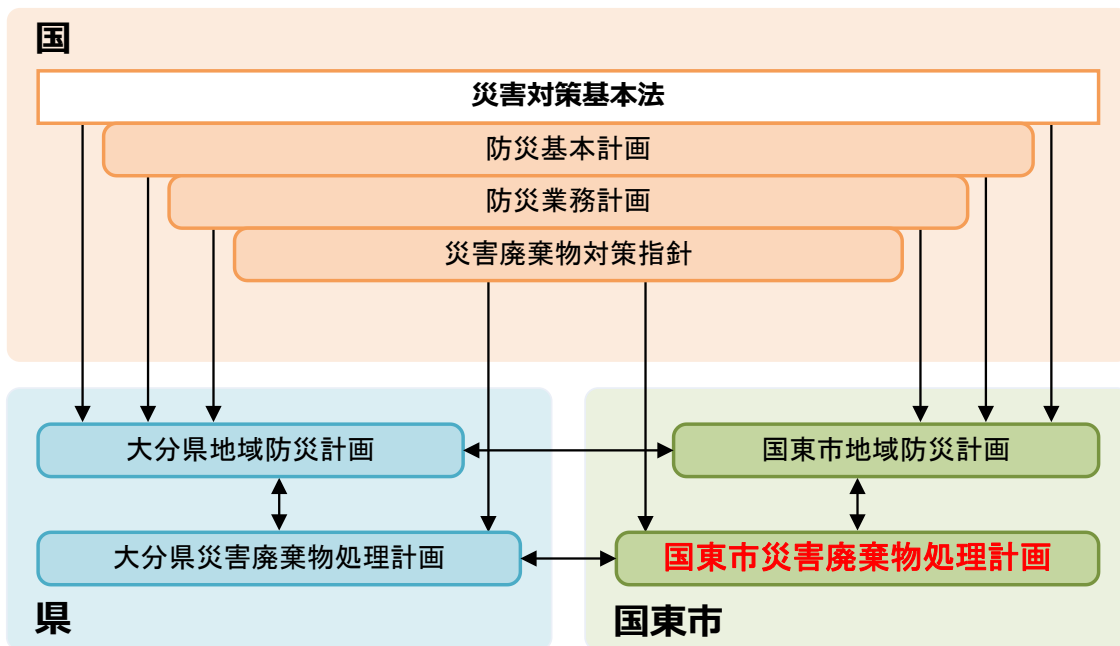 国
災害対策基本法
防災基本計画
防災業務計画
災害廃棄物対策指針
大分県地域防災計画
国東市地域防災計画
大分県災害廃棄物処理計画
国東市災害廃棄物処理計画
県
国東市